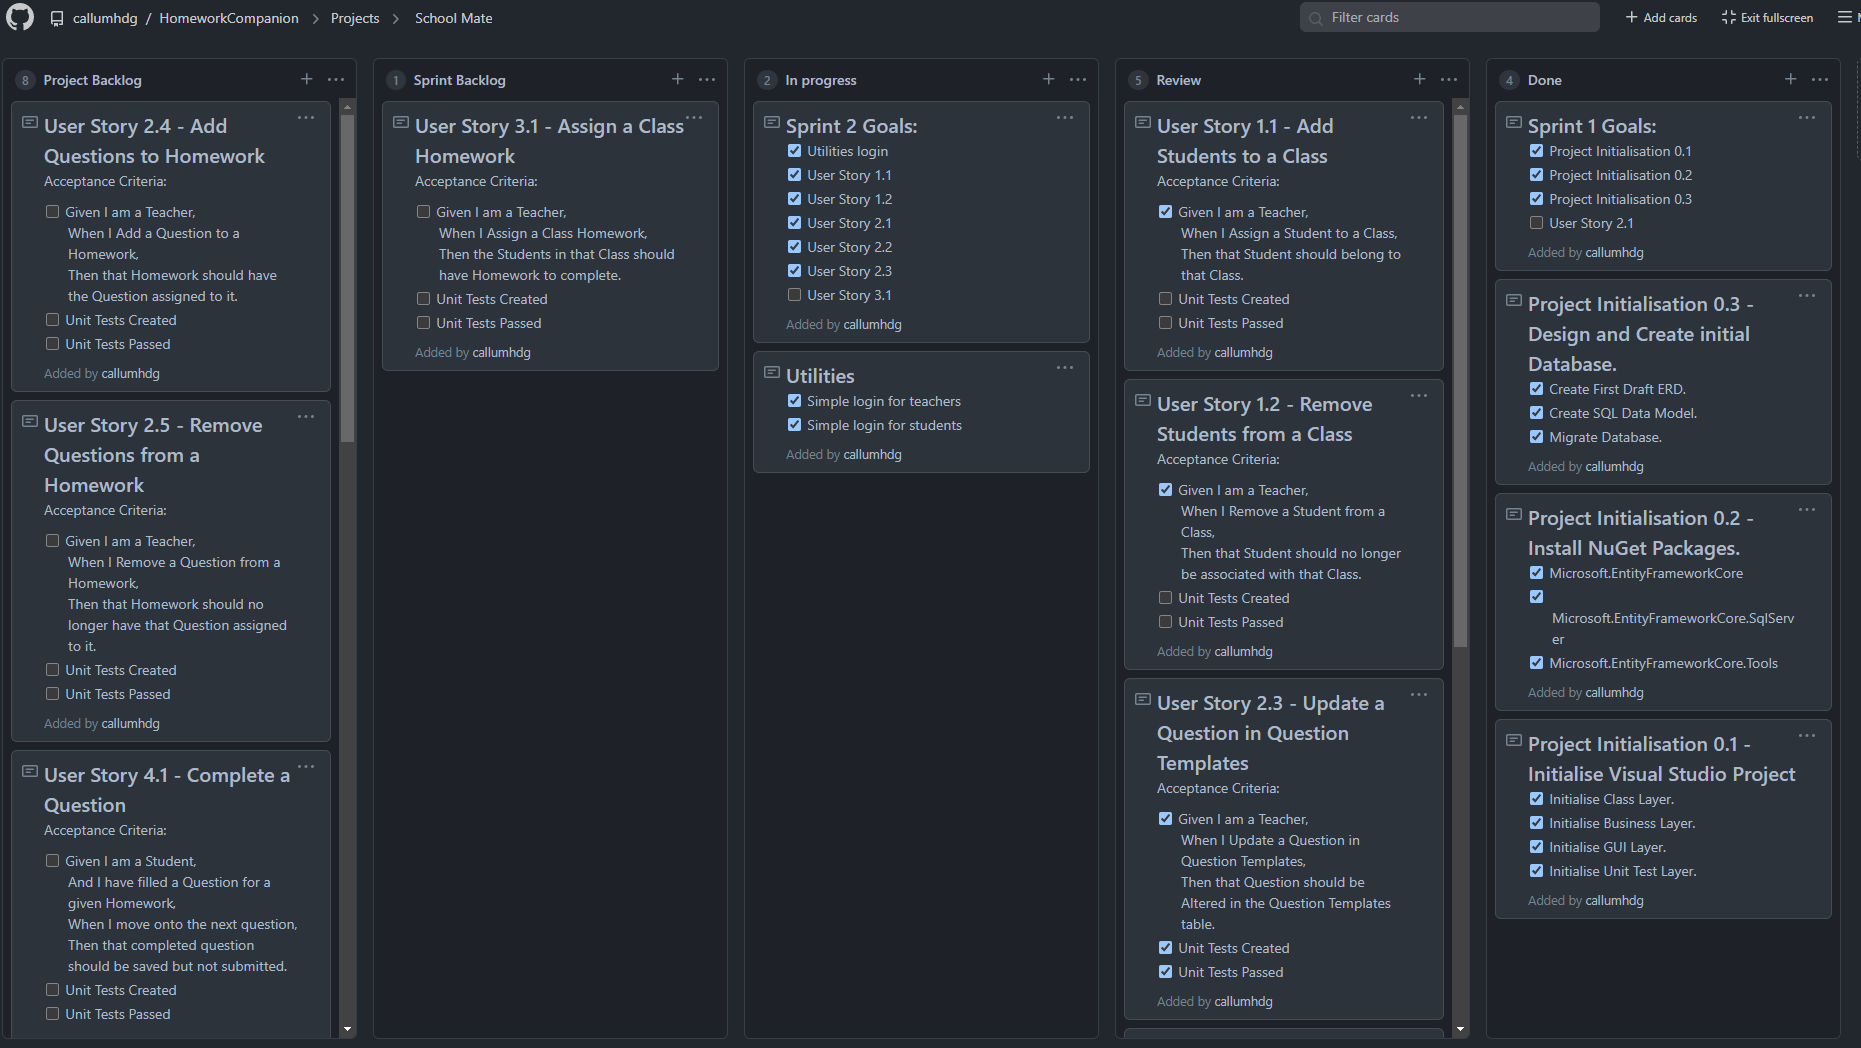 callumhdg / HomeworkCompanion > Projects > School Mate
Filter cards
+ Add cards
Exit fullscreen
8 Project Backlog
User Story 2.4 - Add
Questions to Homework
Acceptance Criteria:
Given I am a Teacher,
When I Add a Question to a
Homework,
Then that Homework should have
the Question assigned to it.
Unit Tests Created
Unit Tests Passed
Added by callumhdg
User Story 2.5 - Remove
Questions from a
Homework
Acceptance Criteria:
Given I am a Teacher,
When I Remove a Question from a
Homework,
Then that Homework should no
longer have that Question assigned
to it.
Unit Tests Created
Unit Tests Passed
Added by callumhdg
User Story 4.1 - Complete a
Question
Acceptance Criteria:
Given I am a Student,
And I have filled a Question for a
given Homework,
When I move onto the next question,
Then that completed question
should be saved but not submitted.
Unit Tests Created
Unit Tests Passed
1 Sprint Backlog
User Story 3.1 - Assign a Class
Homework
Acceptance Criteria:
Given I am a Teacher,
When I Assign a Class Homework,
Then the Students in that Class should
have Homework to complete.
Unit Tests Created
Unit Tests Passed
Added by callumhdg
2 In progress
Sprint 2 Goals:
Utilities login
User Story 1.1
User Story 1.2
User Story 2.1
User Story 2.2
User Story 2.3
User Story 3.1
Added by callumhdg
Utilities
Simple login for teachers
Simple login for students
Added by callumhdg
5 Review
User Story 1.1 - Add
Students to a Class
Acceptance Criteria:
Given I am a Teacher,
When I Assign a Student to a Class,
Then that Student should belong to
that Class.
Unit Tests Created
Unit Tests Passed
Added by callumhdg
User Story 1.2 - Remove
Students from a Class
Acceptance Criteria:
Given I am a Teacher,
When I Remove a Student from a
Class,
Then that Student should no longer
be associated with that Class.
Unit Tests Created
Unit Tests Passed
Added by callumhdg
User Story 2.3 - Update a
Question in Question
Templates
Acceptance Criteria:
Given I am a Teacher,
When I Update a Question in
Question Templates,
Then that Question should be
Altered in the Question Templates
table.
Unit Tests Created
Unit Tests Passed
Added by callumhdg
4 Done
Sprint 1 Goals:
Project Initialisation 0.1
Project Initialisation 0.2
Project Initialisation 0.3
User Story 2.1
Added by callumhdg
Project Initialisation 0.3 -
Design and Create initial
Database.
Create First Draft ERD.
Create SQL Data Model.
Migrate Database.
Added by callumhdg
Project Initialisation 0.2 -
Install NuGet Packages.
Microsoft.EntityFrameworkCore
Microsoft.EntityFrameworkCore.SqlServ
er
Microsoft.EntityFrameworkCore.Tools
Added by callumhdg
Project Initialisation 0.1 -
Initialise Visual Studio Project
Initialise Class Layer.
Initialise Business Layer.
Initialise GUI Layer.
Initialise Unit Test Layer.
Added by callumhdg